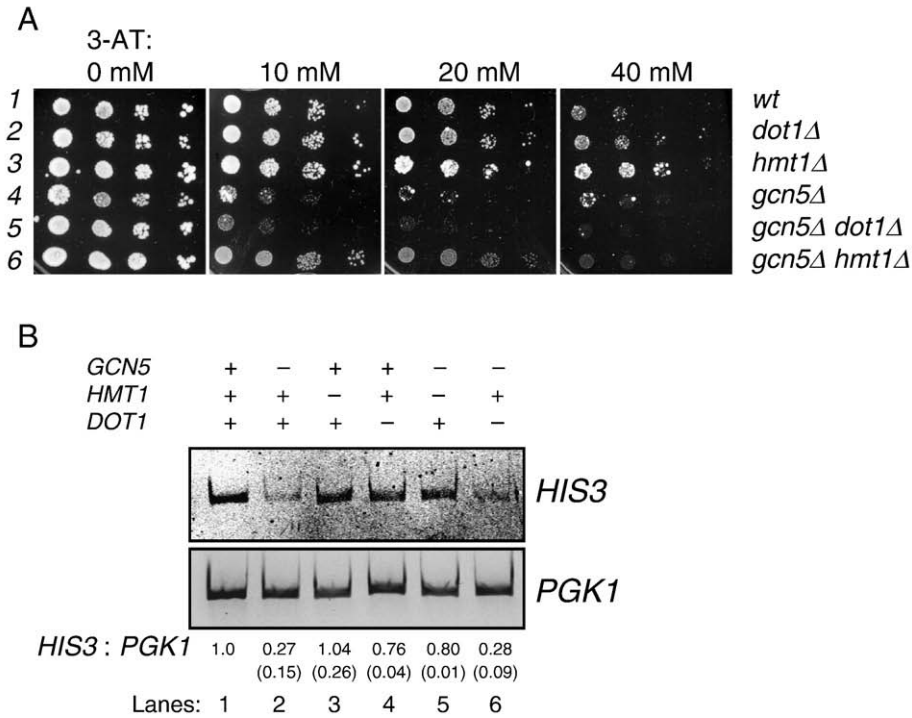 A
3-AT:
0 mM 10 mM 20 mM 40 mM
1 wt
2 dot1Δ
3 hmt1Δ
4 gcn5Δ
5 gcn5Δ dot1Δ
6 gcn5Δ hmt1Δ
B
GCN5 + − + + − −
HMT1 + + − + − +
DOT1 + + + − + −
HIS3
PGK1
HIS3 : PGK1 1.0 0.27 1.04 0.76 0.80 0.28
(0.15) (0.26) (0.04) (0.01) (0.09)
Lanes: 1 2 3 4 5 6